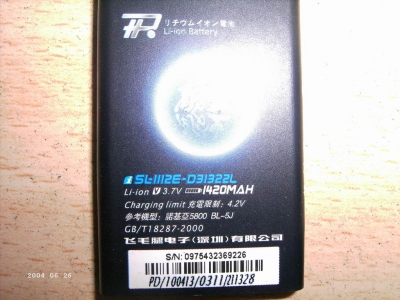 リチウムイオン電池
Li-ion Battery
SL-1112E-D31322L
Li-ion 3.7V 1420MAH
Charging limit 充電限制: 4.2V
參考機型: 諾基亞5800 BL-5J
GB/T18287-2000
飞毛腿电子(深圳)有限公司
S/N: 0975432369226
PD/100413/0311/Z11328
2004 06 26